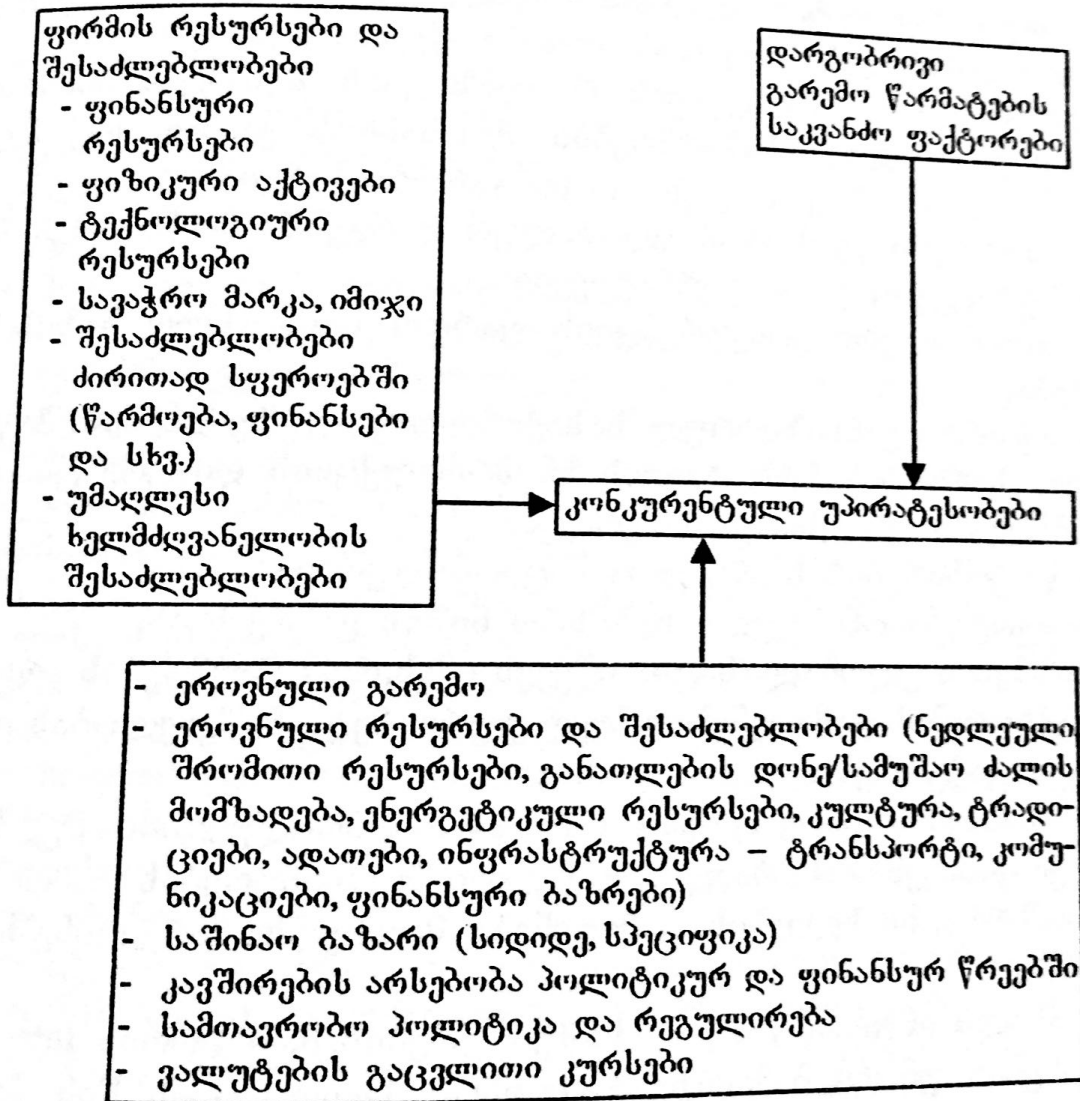 ფირმის რესურსები და
შესაძლებლობები
- ფინანსური
რესურსები
- ფიზიკური აქტივები
- ტექნოლოგიური
რესურსები
- სავაჭრო მარკა, იმიჯი
- შესაძლებლობები
ძირითად სფეროებში
(წარმოება, ფინანსები
და სხვ.)
- უმაღლესი
ხელმძღვანელობის
შესაძლებლობები
დარგობრივი
გარემო წარმატების
საკვანძო ფაქტორები
კონკურენტული უპირატესობები
- ეროვნული გარემო
- ეროვნული რესურსები და შესაძლებლობები (ნედლეული
შრომითი რესურსები, განათლების დონე/სამუშაო ძალის
მომზადება, ენერგეტიკული რესურსები, კულტურა, ტრადი-
ციები, ადათები, ინფრასტრუქტურა – ტრანსპორტი, კომუ-
ნიკაციები, ფინანსური ბაზრები)
- საშინაო ბაზარი (სიდიდე, სპეციფიკა)
- კავშირების არსებობა პოლიტიკურ და ფინანსურ წრეებში
- სამთავრობო პოლიტიკა და რეგულირება
- ვალუტების გაცვლითი კურსები